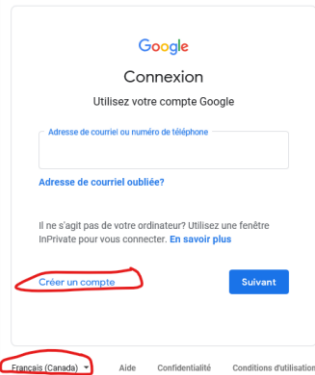 Google
Connexion
Utilisez votre compte Google
Adresse de courriel ou numéro de téléphone
Adresse de courriel oubliée?
Il ne s'agit pas de votre ordinateur? Utilisez une fenêtre
InPrivate pour vous connecter. En savoir plus
Créer un compte
Suivant
Français (Canada) Aide Confidentialité Conditions d'utilisation